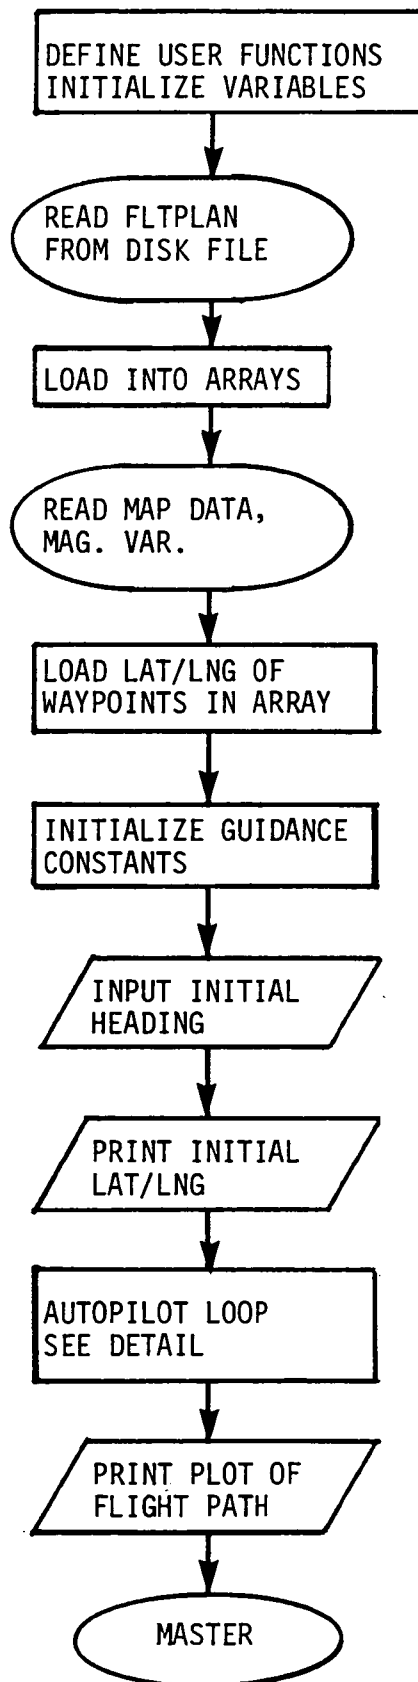 DEFINE USER FUNCTIONS
INITIALIZE VARIABLES
READ FLTPLAN
FROM DISK FILE
LOAD INTO ARRAYS
READ MAP DATA,
MAG. VAR.
LOAD LAT/LNG OF
WAYPOINTS IN ARRAY
INITIALIZE GUIDANCE
CONSTANTS
INPUT INITIAL
HEADING
PRINT INITIAL
LAT/LNG
AUTOPILOT LOOP
SEE DETAIL
PRINT PLOT OF
FLIGHT PATH
MASTER